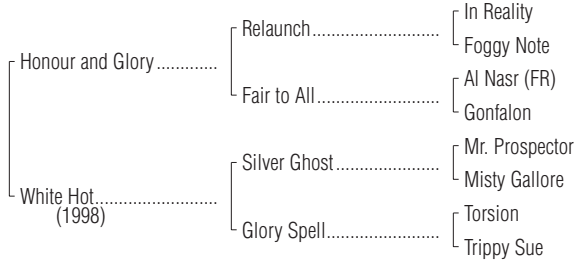 In Reality
Relaunch
Foggy Note
Honour and Glory
Al Nasr (FR)
Fair to All
Gonfalon
Mr. Prospector
Silver Ghost
Misty Gallore
White Hot
(1998)
Torsion
Glory Spell
Trippy Sue